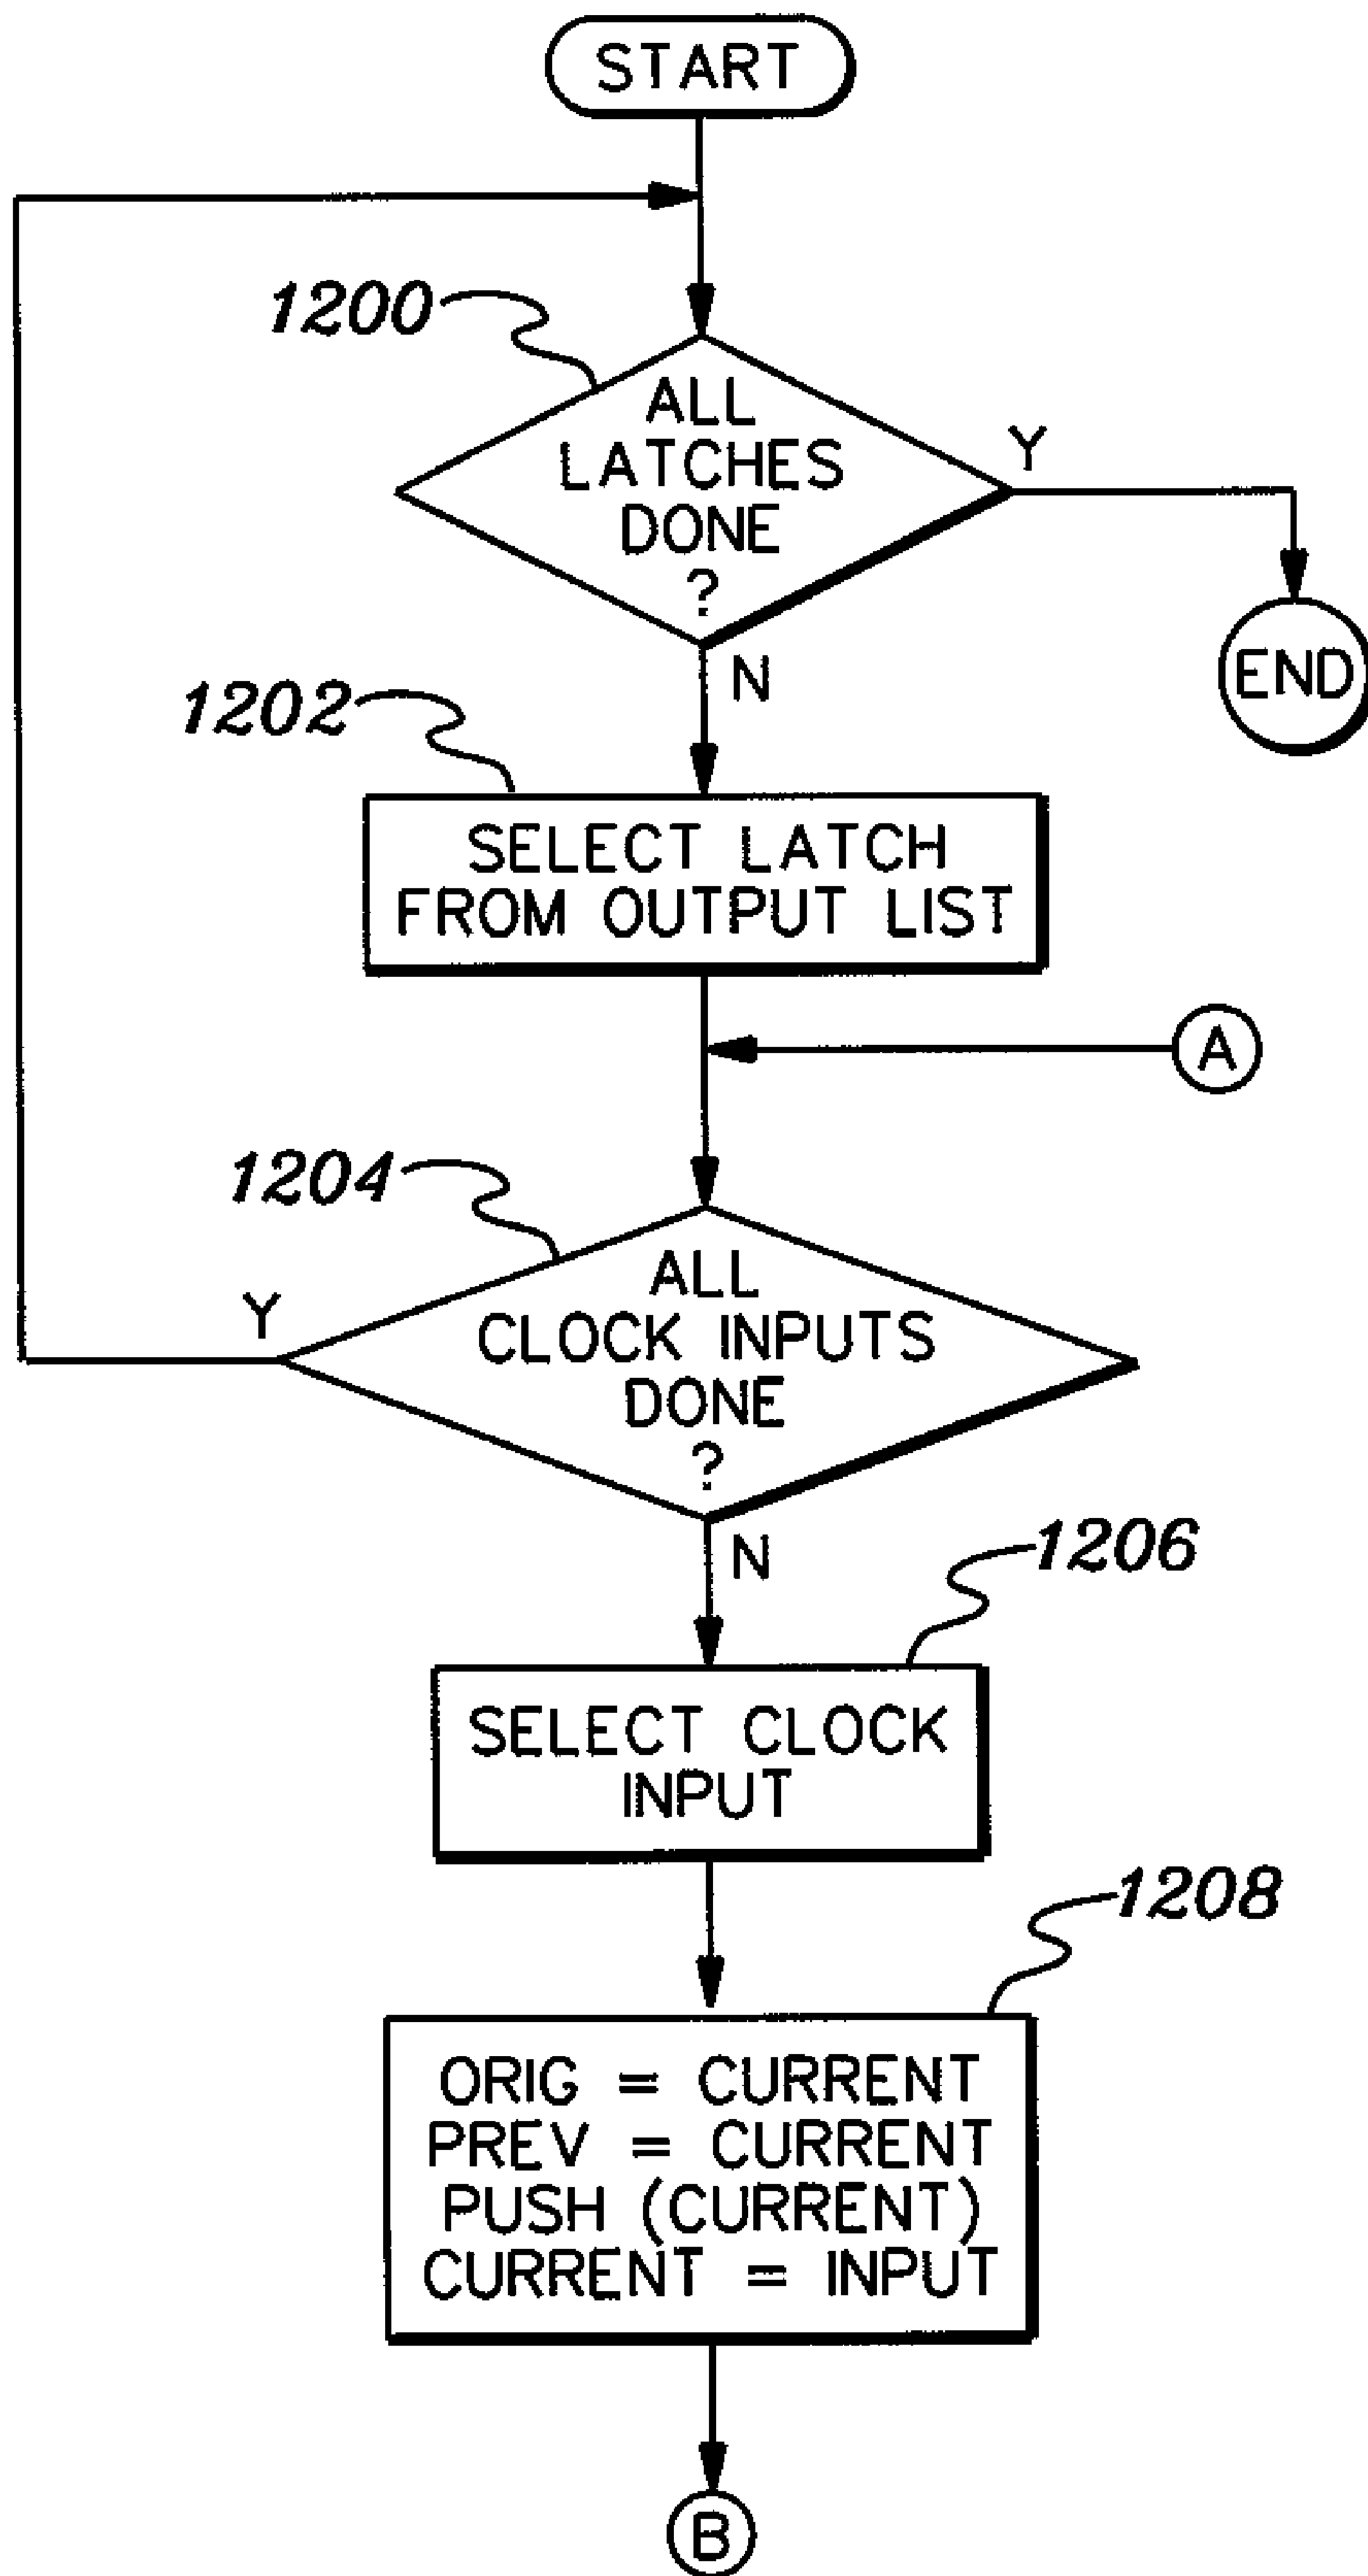 START
1200
ALL
LATCHES
DONE
?
Y
END
N
1202
SELECT LATCH
FROM OUTPUT LIST
A
1204
Y
ALL
CLOCK INPUTS
DONE
?
N
1206
SELECT CLOCK
INPUT
1208
ORIG = CURRENT
PREV = CURRENT
PUSH (CURRENT)
CURRENT = INPUT
B